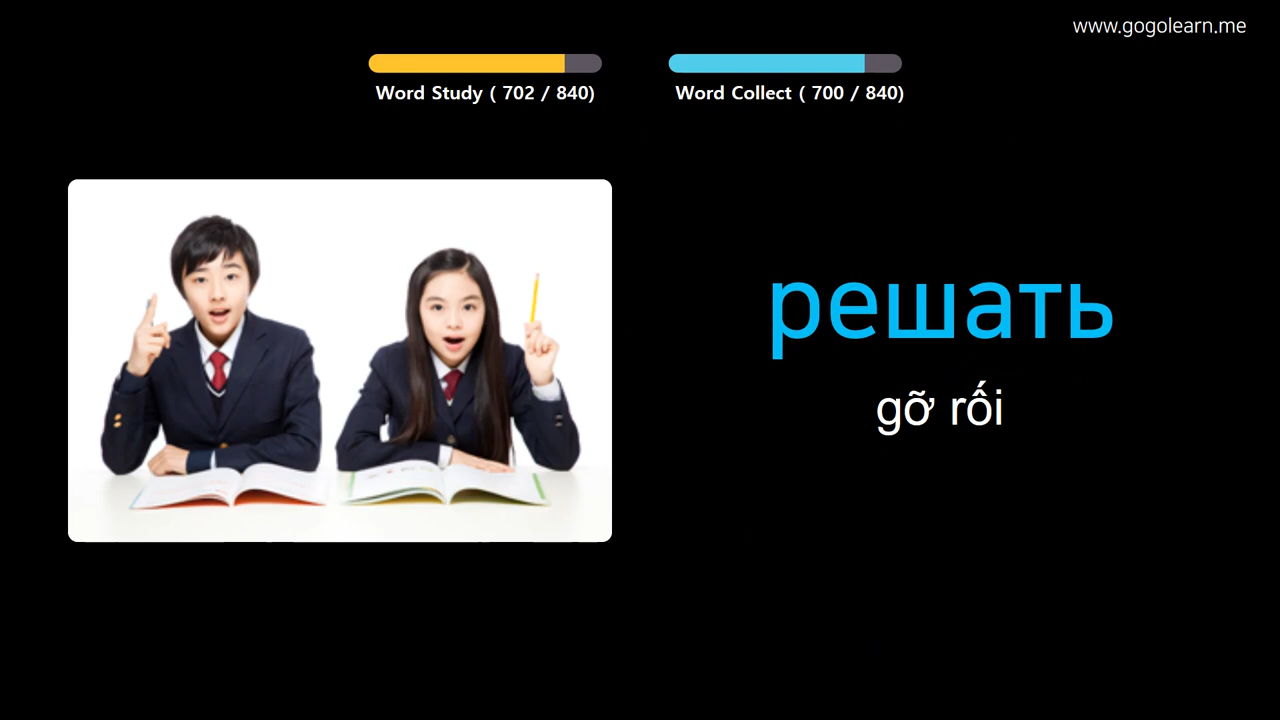 www.gogolearn.me
Word Study ( 702 / 840)
Word Collect ( 700 / 840)
решать
gỡ rối